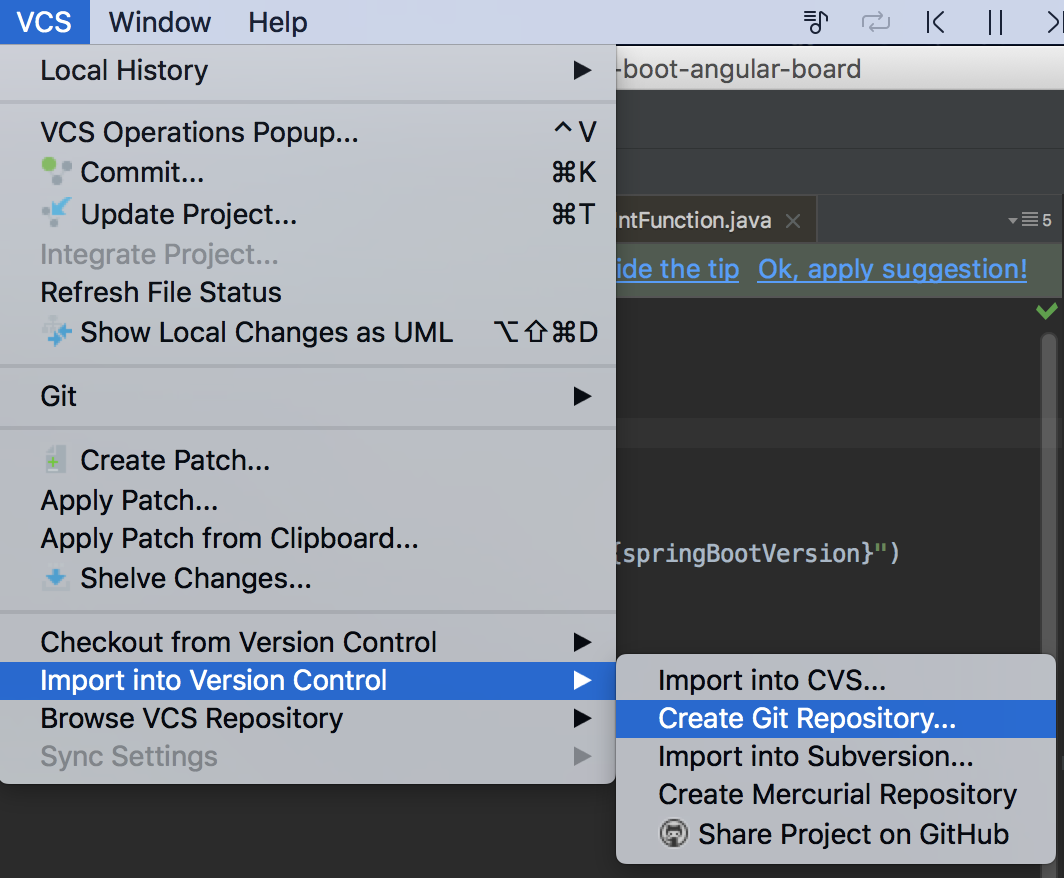 VCS Window Help
-boot-angular-board
Local History
VCS Operations Popup... ^V
Commit... ⌘K
Update Project... ⌘T
Integrate Project...
Refresh File Status
Show Local Changes as UML ⌥⇧⌘D
Git
Create Patch...
Apply Patch...
Apply Patch from Clipboard...
Shelve Changes...
Checkout from Version Control
Import into Version Control
Browse VCS Repository
Sync Settings
ntFunction.java 5
ide the tip Ok, apply suggestion!
{springBootVersion}")
Import into CVS...
Create Git Repository...
Import into Subversion...
Create Mercurial Repository
Share Project on GitHub